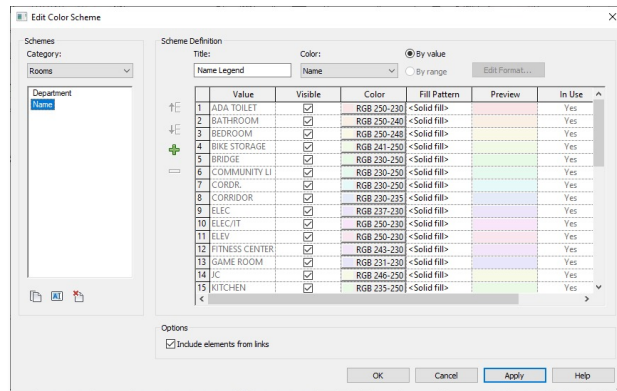 Edit Color Scheme
Schemes
Category:
Rooms
Department
Name
Scheme Definition
Title:
Name Legend
Color:
Name
By value
By range
Edit Format...
Value Visible Color Fill Pattern Preview In Use
1 ADA TOILET RGB 250-230 <Solid fill> Yes
2 BATHROOM RGB 250-240 <Solid fill> Yes
3 BEDROOM RGB 250-248 <Solid fill> Yes
4 BIKE STORAGE RGB 241-250 <Solid fill> Yes
5 BRIDGE RGB 230-250 <Solid fill> Yes
6 COMMUNITY LI RGB 230-250 <Solid fill> Yes
7 CORDR. RGB 230-250 <Solid fill> Yes
8 CORRIDOR RGB 230-235 <Solid fill> Yes
9 ELEC RGB 237-230 <Solid fill> Yes
10 ELEC/IT RGB 250-230 <Solid fill> Yes
11 ELEV RGB 250-230 <Solid fill> Yes
12 FITNESS CENTER RGB 243-230 <Solid fill> Yes
13 GAME ROOM RGB 231-230 <Solid fill> Yes
14 JC RGB 246-250 <Solid fill> Yes
15 KITCHEN RGB 235-250 <Solid fill> Yes
Options
Include elements from links
OK Cancel Apply Help